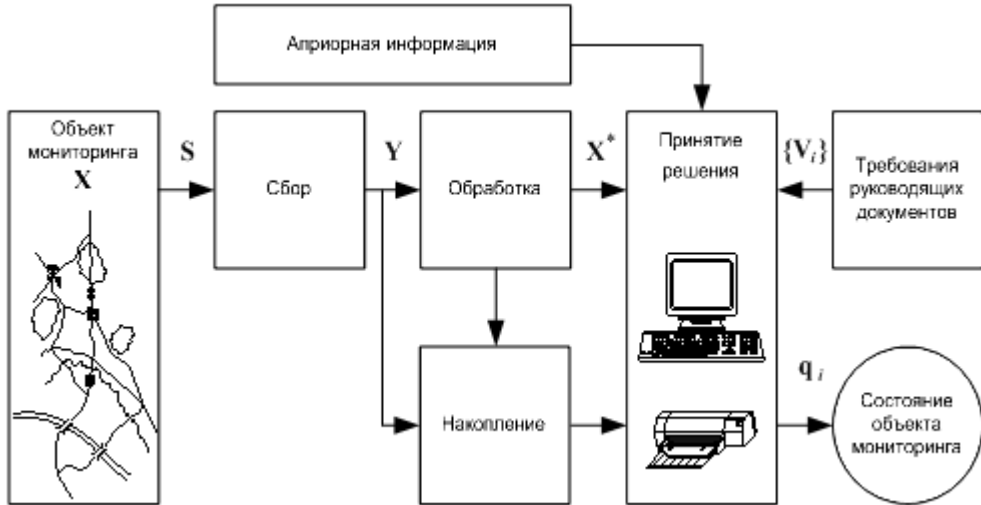 Априорная информация
Объект
мониторинга
X
S
Сбор
Y
Обработка
X*
Принятие
решения
{Vᵢ}
Требования
руководящих
документов
Накопление
qᵢ
Состояние
объекта
мониторинга